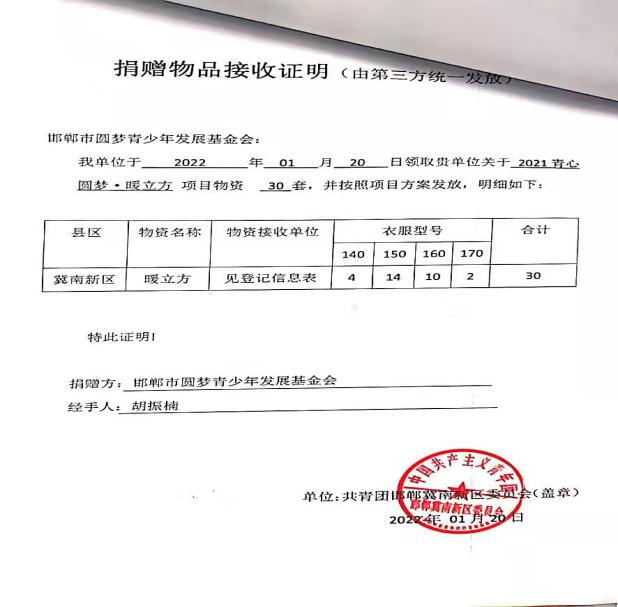 捐赠物品接收证明（由第三方统一发放）
邯郸市圆梦青少年发展基金会：
我单位于 2022 年 01 月 20 日领取贵单位关于 2021青心
圆梦·暖立方 项目物资 30 套，并按照项目方案发放，明细如下：
县区 物资名称 物资接收单位 衣服型号 合计
140 150 160 170
冀南新区 暖立方 见登记信息表 4 14 10 2 30
特此证明!
捐赠方：邯郸市圆梦青少年发展基金会
经手人：胡振楠
中国共产主义青年团
单位：共青团邯郸冀南新区委员会（盖章）
邯郸冀南新区委员会
2022 年 01 月 20 日